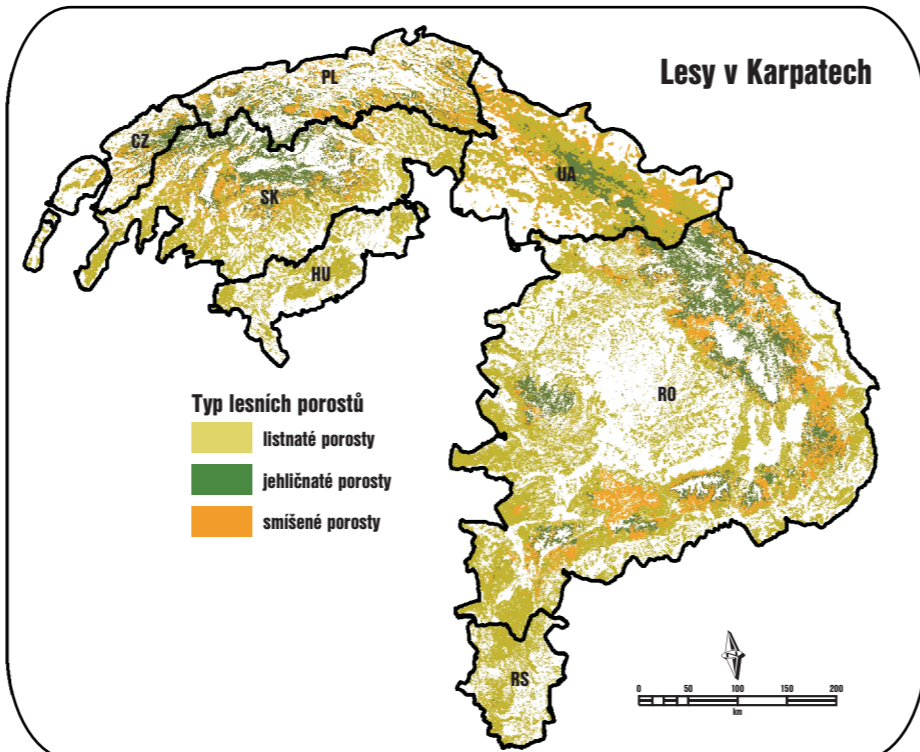 Lesy v Karpatech
PL
CZ
SK
UA
HU
RO
RS
Typ lesních porostů
listnaté porosty
jehličnaté porosty
smíšené porosty
N
0 50 100 150 200
km